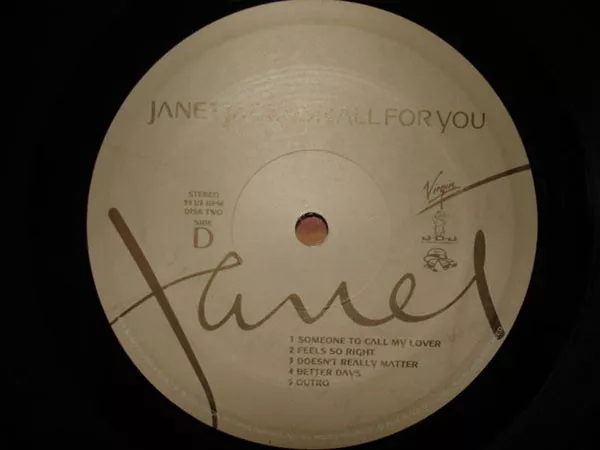 JANET JACKSON ALL FOR YOU
STEREO
33 1/3 RPM
DISK TWO
SIDE
D
Virgin
Janet
1 SOMEONE TO CALL MY LOVER
2 FEELS SO RIGHT
3 DOESN'T REALLY MATTER
4 BETTER DAYS
5 OUTRO